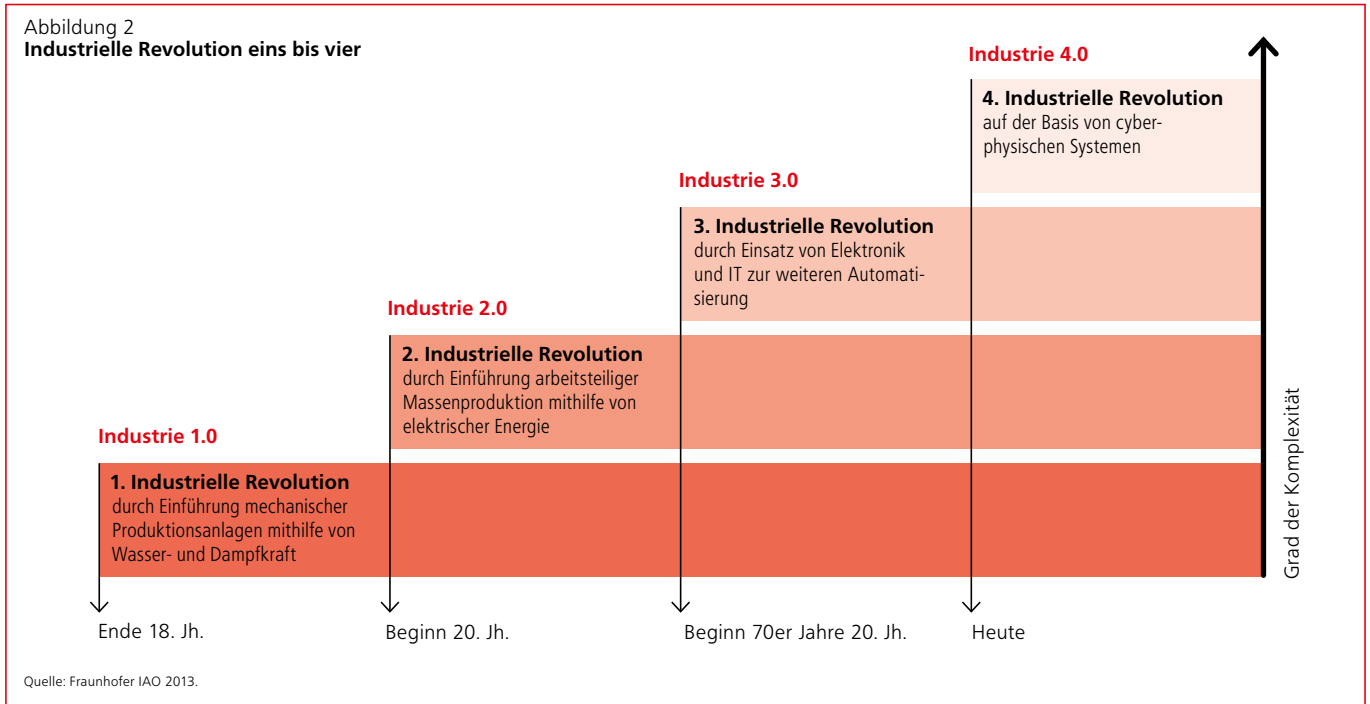 Abbildung 2
Industrielle Revolution eins bis vier
Industrie 4.0
4. Industrielle Revolution
auf der Basis von cyber-
physischen Systemen
Industrie 3.0
3. Industrielle Revolution
durch Einsatz von Elektronik
und IT zur weiteren Automati-
sierung
Industrie 2.0
2. Industrielle Revolution
durch Einführung arbeitsteiliger
Massenproduktion mithilfe von
elektrischer Energie
Industrie 1.0
1. Industrielle Revolution
durch Einführung mechanischer
Produktionsanlagen mithilfe von
Wasser- und Dampfkraft
Grad der Komplexität
Ende 18. Jh.
Beginn 20. Jh.
Beginn 70er Jahre 20. Jh.
Heute
Quelle: Fraunhofer IAO 2013.